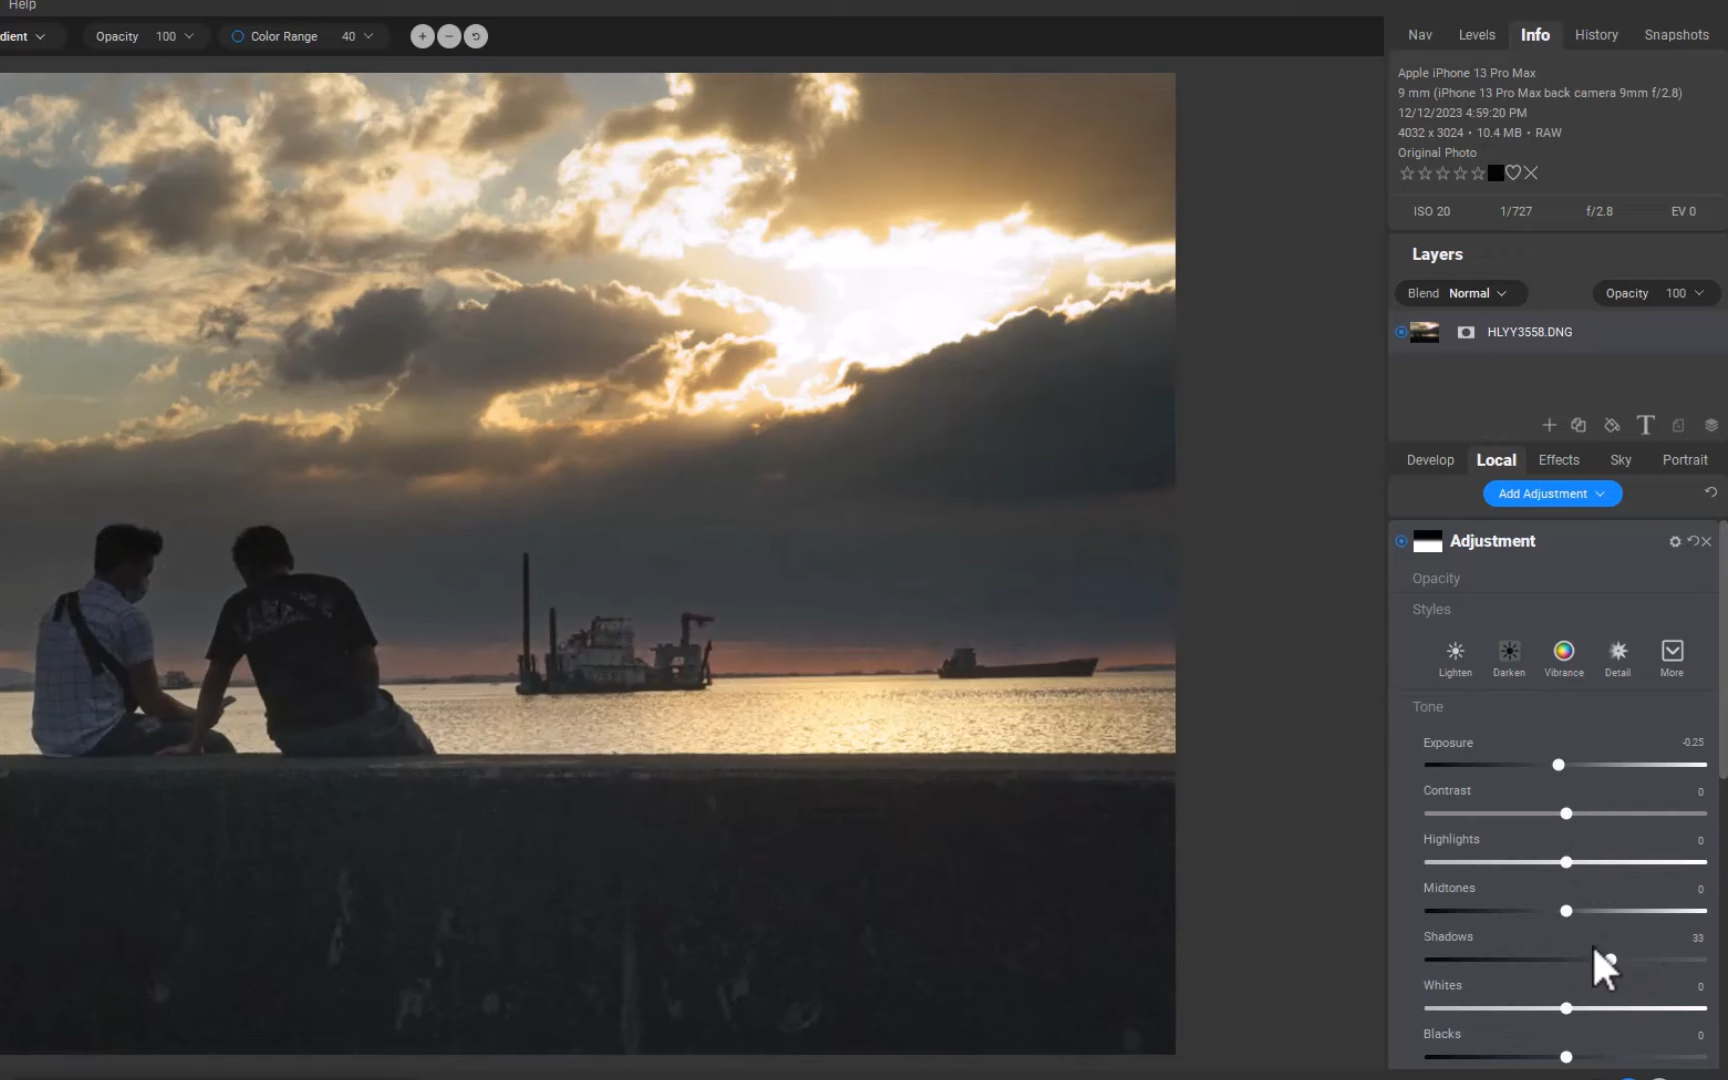 Help
dient Opacity 100 Color Range 40
Nav Levels Info History Snapshots
Apple iPhone 13 Pro Max
9 mm (iPhone 13 Pro Max back camera 9mm f/2.8)
12/12/2023 4:59:20 PM
4032 x 3024 • 10.4 MB • RAW
Original Photo
ISO 20 1/727 f/2.8 EV 0
Layers
Blend Normal Opacity 100
HLYY3558.DNG
Develop Local Effects Sky Portrait
Add Adjustment
Adjustment
Opacity
Styles
Lighten Darken Vibrance Detail More
Tone
Exposure -0.25
Contrast 0
Highlights 0
Midtones 0
Shadows 33
Whites 0
Blacks 0